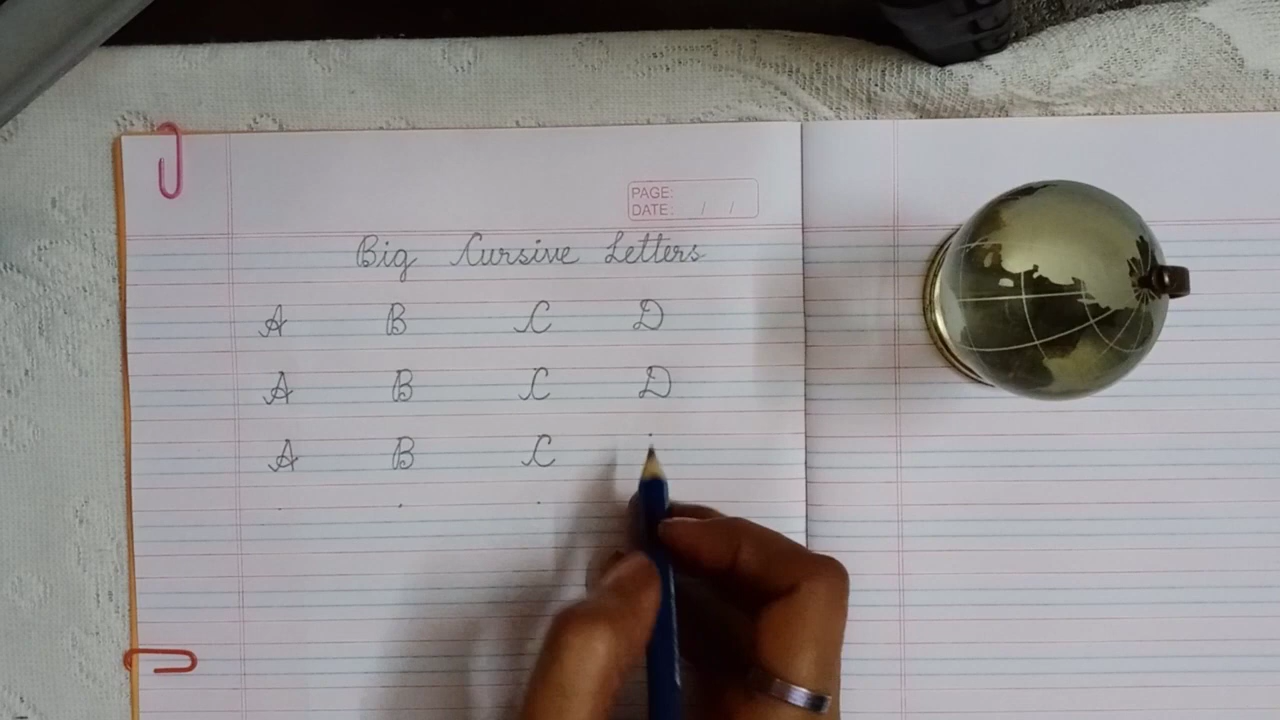 PAGE:
DATE: / /
Big Cursive Letters
A B C D
A B C D
A B C